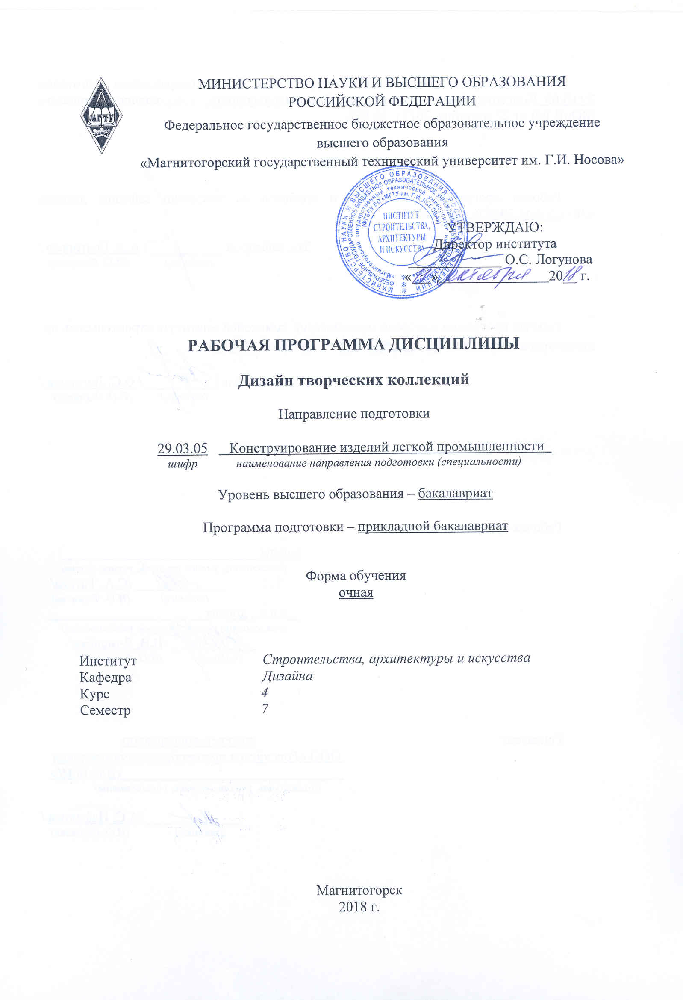 МИНИСТЕРСТВО НАУКИ И ВЫСШЕГО ОБРАЗОВАНИЯ
РОССИЙСКОЙ ФЕДЕРАЦИИ
Федеральное государственное бюджетное образовательное учреждение
высшего образования
«Магнитогорский государственный технический университет им. Г.И. Носова»
МГТУ
МИНИСТЕРСТВО НАУКИ И ВЫСШЕГО ОБРАЗОВАНИЯ РОССИЙСКОЙ ФЕДЕРАЦИИ
ФЕДЕРАЛЬНОЕ ГОСУДАРСТВЕННОЕ БЮДЖЕТНОЕ ОБРАЗОВАТЕЛЬНОЕ УЧРЕЖДЕНИЕ ВЫСШЕГО ОБРАЗОВАНИЯ
«Магнитогорский государственный технический университет им. Г.И. Носова»
(ФГБОУ ВО «МГТУ им. Г.И. НОСОВА»)
ИНСТИТУТ
СТРОИТЕЛЬСТВА,
АРХИТЕКТУРЫ
И ИСКУССТВА
УТВЕРЖДАЮ:
Директор института
О.С. Логунова
« » октября 2018 г.
РАБОЧАЯ ПРОГРАММА ДИСЦИПЛИНЫ
Дизайн творческих коллекций
Направление подготовки
29.03.05 Конструирование изделий легкой промышленности
шифр наименование направления подготовки (специальности)
Уровень высшего образования – бакалавриат
Программа подготовки – прикладной бакалавриат
Форма обучения
очная
Институт Строительства, архитектуры и искусства
Кафедра Дизайна
Курс 4
Семестр 7
Магнитогорск
2018 г.